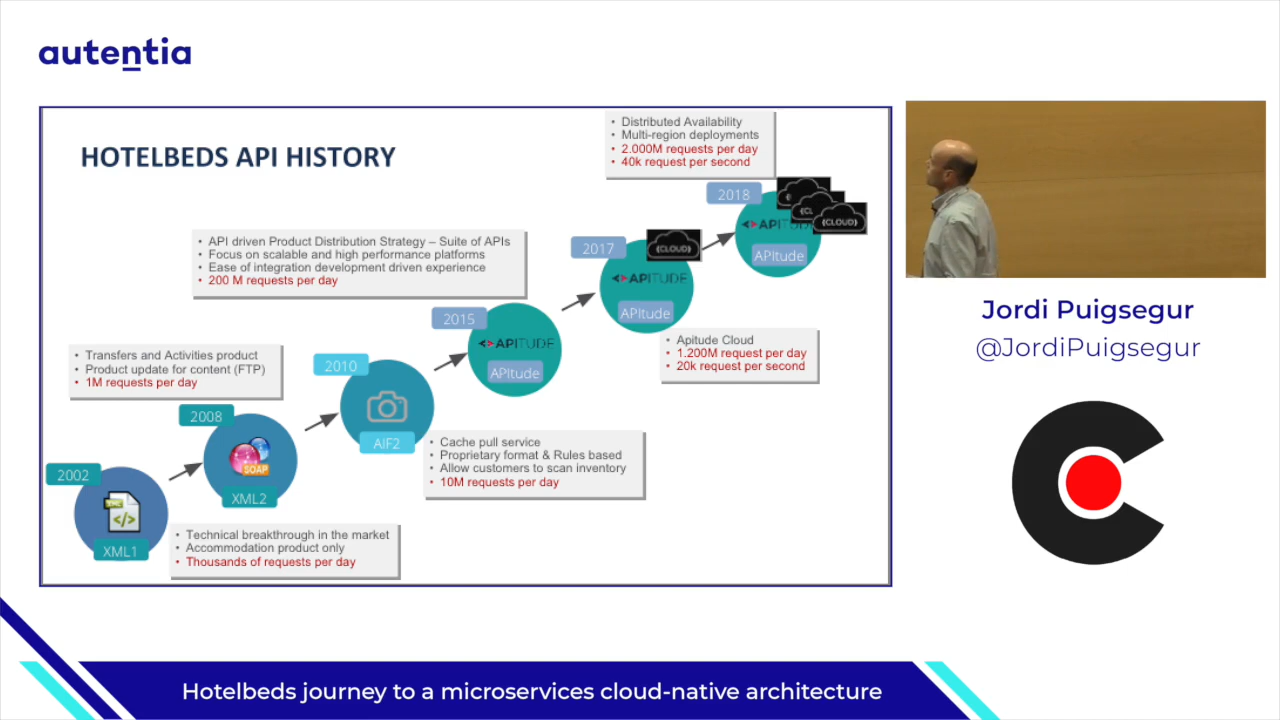 autentia
HOTELBEDS API HISTORY
2002
XML1
Technical breakthrough in the market
Accommodation product only
Thousands of requests per day
2008
SOAP
XML2
Transfers and Activities product
Product update for content (FTP)
1M requests per day
2010
AIF2
Cache pull service
Proprietary format & Rules based
Allow customers to scan inventory
10M requests per day
2015
<>APITUDE
APItude
API driven Product Distribution Strategy – Suite of APIs
Focus on scalable and high performance platforms
Ease of integration development driven experience
200 M requests per day
2017
{CLOUD}
<>APITUDE
APItude
Apitude Cloud
1.200M request per day
20k request per second
2018
{CLOUD}
APItude
Distributed Availability
Multi-region deployments
2.000M requests per day
40k request per second
Jordi Puigsegur
@JordiPuigsegur
Hotelbeds journey to a microservices cloud-native architecture